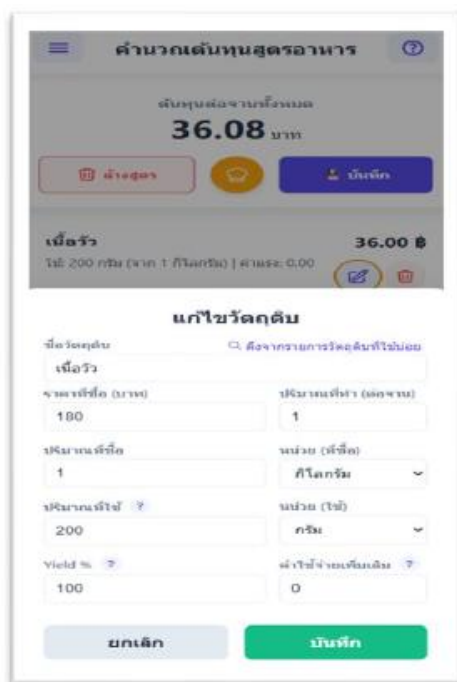 คำนวณต้นทุนสูตรอาหาร
ต้นทุนต่อจานทั้งหมด
36.08 บาท
ล้างสูตร
บันทึก
เนื้อวัว 36.00 ฿
ใช้: 200 กรัม (จาก 1 กิโลกรัม) | ค่าแรง: 0.00
แก้ไขวัตถุดิบ
ชื่อวัตถุดิบ ดึงจากรายการวัตถุดิบที่ใช้บ่อย
เนื้อวัว
ราคาที่ซื้อ (บาท) ปริมาณที่ทำ (ต่อจาน)
180 1
ปริมาณที่ซื้อ หน่วย (ที่ซื้อ)
1 กิโลกรัม
ปริมาณที่ใช้ ? หน่วย (ใช้)
200 กรัม
Yield % ? ค่าใช้จ่ายเพิ่มเติม ?
100 0
ยกเลิก บันทึก